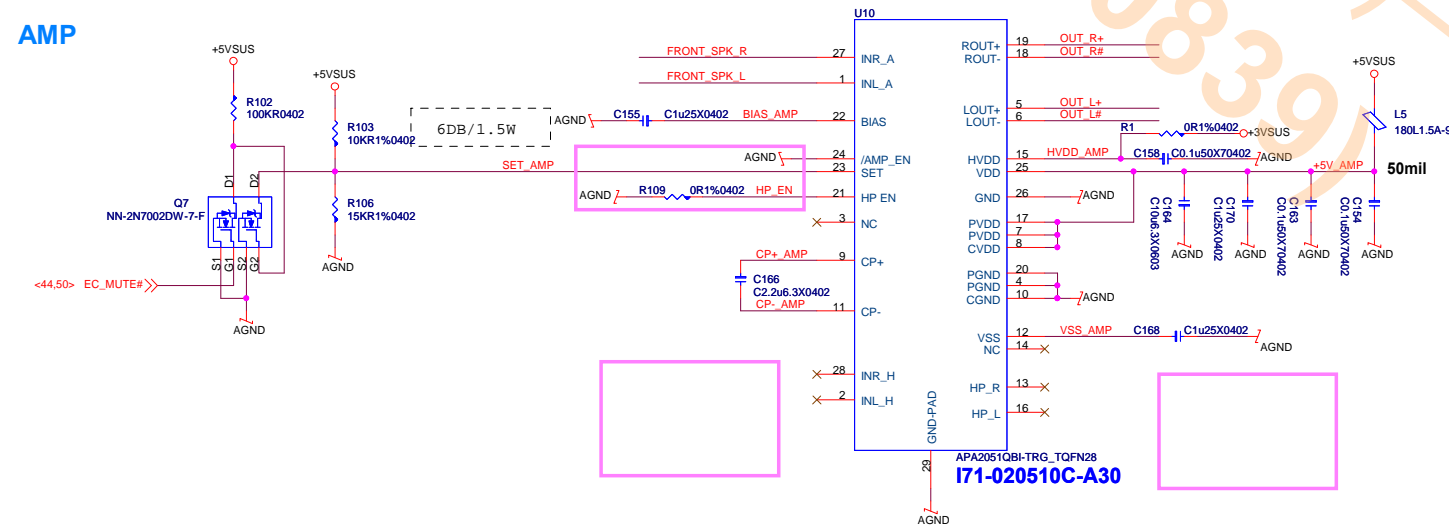 AMP
+5VSUS
R102
100KR0402
+5VSUS
R103
10KR1%0402
R106
15KR1%0402
AGND
D1
D2
Q7
NN-2N7002DW-7-F
S1
G1
S2
G2
<44,50> EC_MUTE#
AGND
6DB/1.5W
SET_AMP
FRONT_SPK_R
FRONT_SPK_L
AGND C155 C1u25X0402 BIAS_AMP
AGND
AGND R109 0R1%0402 HP_EN
CP+_AMP
C166
C2.2u6.3X0402
CP-_AMP
U10
27 INR_A
1 INL_A
22 BIAS
24 /AMP_EN
23 SET
21 HP EN
3 NC
9 CP+
11 CP-
28 INR_H
2 INL_H
ROUT+ 19 OUT_R+
ROUT- 18 OUT_R#
LOUT+ 5 OUT_L+
LOUT- 6 OUT_L#
R1 0R1%0402 +3VSUS
HVDD 15 HVDD_AMP C158 C0.1u50X70402 AGND
VDD 25 +5V_AMP 50mil
GND 26 AGND
PVDD 17
PVDD 7
CVDD 8
PGND 20
PGND 4
CGND 10 AGND
VSS 12 VSS_AMP C168 C1u25X0402 AGND
NC 14
HP_R 13
HP_L 16
GND-PAD
29
AGND
APA2051QBI-TRG_TQFN28
I71-020510C-A30
+5VSUS
L5
180L1.5A-9
C164
C10u6.3X0603
AGND
C170
C1u25X0402
AGND
C163
C0.1u50X70402
AGND
C154
C0.1u50X70402
AGND
0839)